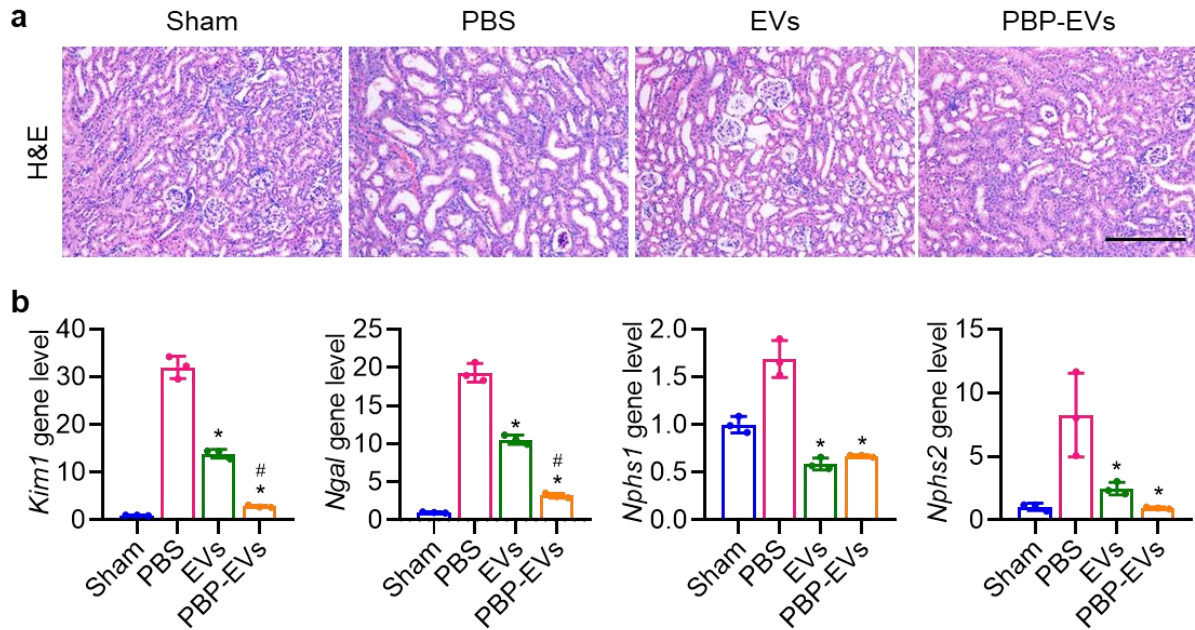 a
Sham PBS EVs PBP-EVs
H&E
b
Kim1 gene level
40
30
20
10
0
*
#
*
Sham
PBS
EVs
PBP-EVs
Ngal gene level
25
20
15
10
5
0
*
#
*
Sham
PBS
EVs
PBP-EVs
Nphs1 gene level
2.0
1.5
1.0
0.5
0.0
*
*
Sham
PBS
EVs
PBP-EVs
Nphs2 gene level
15
10
5
0
*
*
Sham
PBS
EVs
PBP-EVs